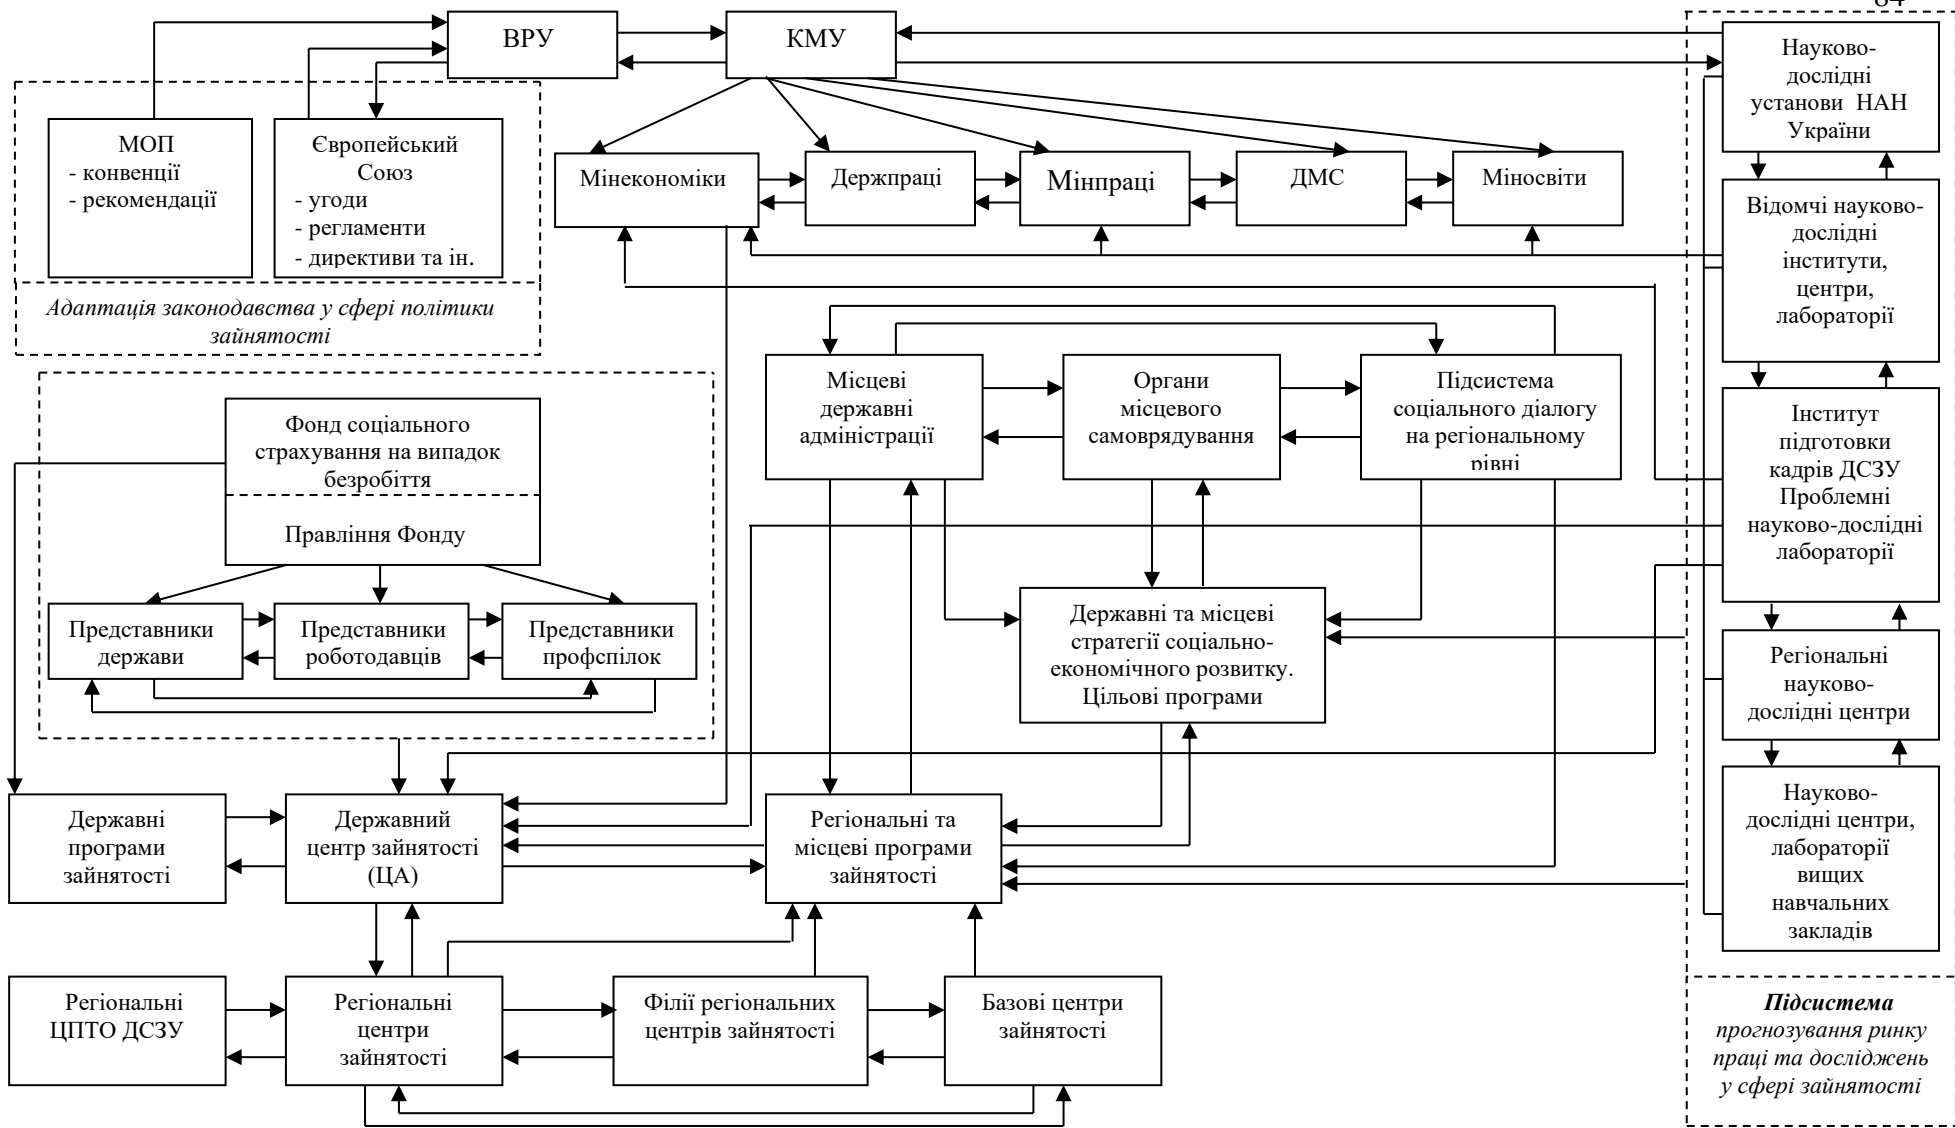 84
ВРУ
КМУ
Науково-
дослідні
установи НАН
України
МОП
- конвенції
- рекомендації
Європейський
Союз
- угоди
- регламенти
- директиви та ін.
Адаптація законодавства у сфері політики
зайнятості
Мінекономіки
Держпраці
Мінпраці
ДМС
Міносвіти
Відомчі науково-
дослідні
інститути,
центри,
лабораторії
Місцеві
державні
адміністрації
Органи
місцевого
самоврядування
Підсистема
соціального діалогу
на регіональному
рівні
Інститут
підготовки
кадрів ДСЗУ
Проблемні
науково-дослідні
лабораторії
Фонд соціального
страхування на випадок
безробіття
Правління Фонду
Представники
держави
Представники
роботодавців
Представники
профспілок
Державні та місцеві
стратегії соціально-
економічного розвитку.
Цільові програми
Регіональні
науково-
дослідні центри
Державні
програми
зайнятості
Державний
центр зайнятості
(ЦА)
Регіональні та
місцеві програми
зайнятості
Науково-
дослідні центри,
лабораторії
вищих
навчальних
закладів
Регіональні
ЦПТО ДСЗУ
Регіональні
центри
зайнятості
Філії регіональних
центрів зайнятості
Базові центри
зайнятості
Підсистема
прогнозування ринку
праці та досліджень
у сфері зайнятості